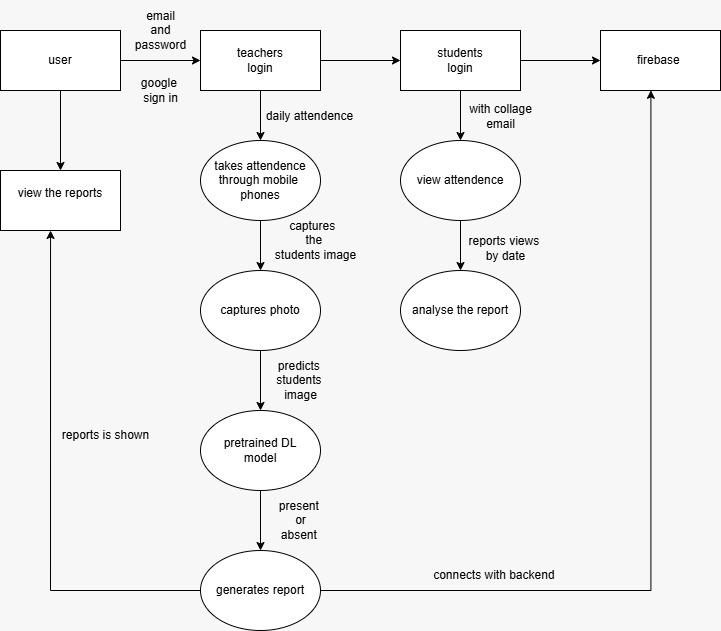 email
and
password
user
teachers
login
students
login
firebase
google
sign in
daily attendence
with collage
email
takes attendence
through mobile
phones
view attendence
view the reports
captures
the
students image
reports views
by date
captures photo
analyse the report
predicts
students
image
reports is shown
pretrained DL
model
present
or
absent
connects with backend
generates report